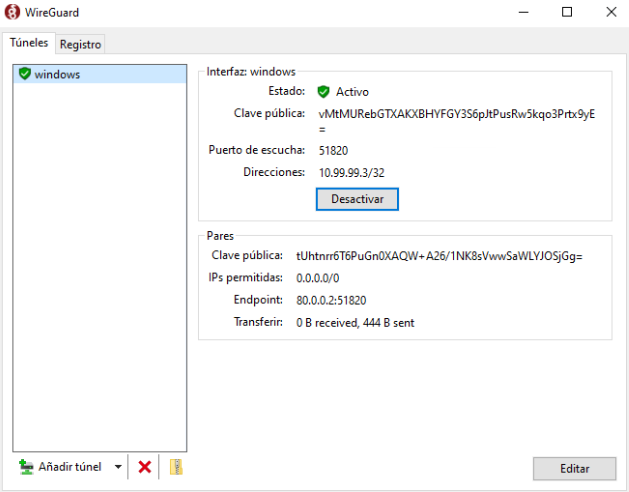 WireGuard
Túneles
Registro
windows
Interfaz: windows
Estado: Activo
Clave pública: vMtMURebGTXAKXBHYFGY3S6pJtPusRw5kqo3Prtx9yE
=
Puerto de escucha: 51820
Direcciones: 10.99.99.3/32
Desactivar
Pares
Clave pública: tUhtnrr6T6PuGn0XAQW+A26/1NK8sVwwSaWLYJOSjGg=
IPs permitidas: 0.0.0.0/0
Endpoint: 80.0.0.2:51820
Transferir: 0 B received, 444 B sent
Añadir túnel
Editar